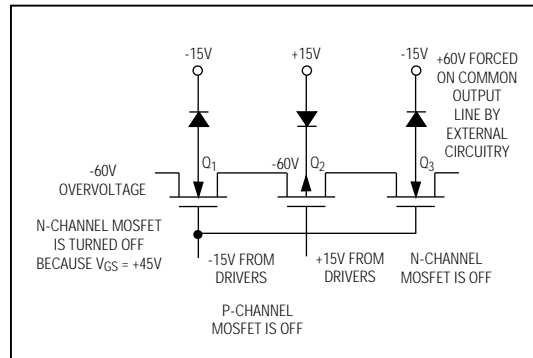 -15V
+15V
-15V
+60V FORCED
ON COMMON
OUTPUT
LINE BY
EXTERNAL
CIRCUITRY
Q1
-60V
Q2
Q3
-60V
OVERVOLTAGE
N-CHANNEL MOSFET
IS TURNED OFF
BECAUSE VGS = +45V
-15V FROM
DRIVERS
+15V FROM
DRIVERS
N-CHANNEL
MOSFET IS OFF
P-CHANNEL
MOSFET IS OFF